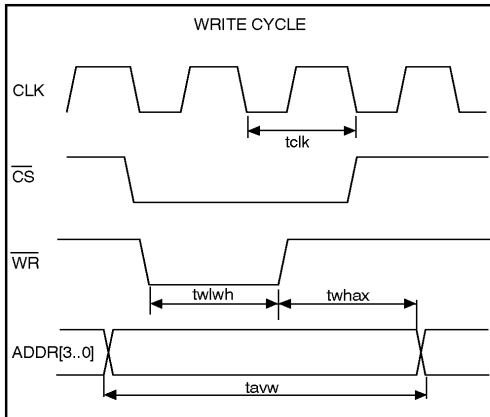 WRITE CYCLE
CLK
tclk
CS
WR
twlwh
twhax
ADDR[3..0]
tavw